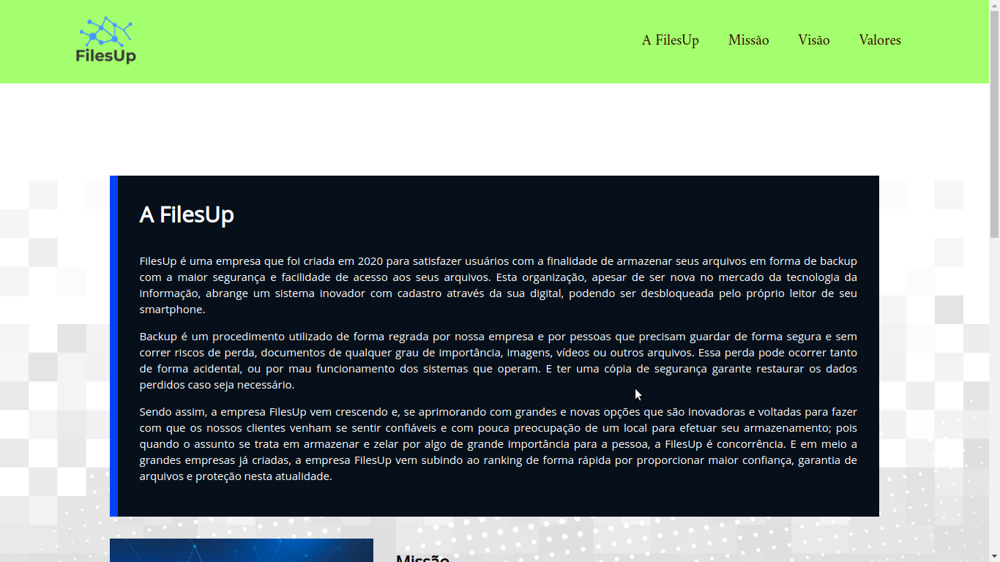 FilesUp
A FilesUp
Missão
Visão
Valores
A FilesUp
FilesUp é uma empresa que foi criada em 2020 para satisfazer usuários com a finalidade de armazenar seus arquivos em forma de backup
com a maior segurança e facilidade de acesso aos seus arquivos. Esta organização, apesar de ser nova no mercado da tecnologia da
informação, abrange um sistema inovador com cadastro através da sua digital, podendo ser desbloqueada pelo próprio leitor de seu
smartphone.
Backup é um procedimento utilizado de forma regrada por nossa empresa e por pessoas que precisam guardar de forma segura e sem
correr riscos de perda, documentos de qualquer grau de importância, imagens, vídeos ou outros arquivos. Essa perda pode ocorrer tanto
de forma acidental, ou por mau funcionamento dos sistemas que operam. E ter uma cópia de segurança garante restaurar os dados
perdidos caso seja necessário.
Sendo assim, a empresa FilesUp vem crescendo e, se aprimorando com grandes e novas opções que são inovadoras e voltadas para fazer
com que os nossos clientes venham se sentir confiáveis e com pouca preocupação de um local para efetuar seu armazenamento; pois
quando o assunto se trata em armazenar e zelar por algo de grande importância para a pessoa, a FilesUp é concorrência. E em meio a
grandes empresas já criadas, a empresa FilesUp vem subindo ao ranking de forma rápida por proporcionar maior confiança, garantia de
arquivos e proteção nesta atualidade.
Missão